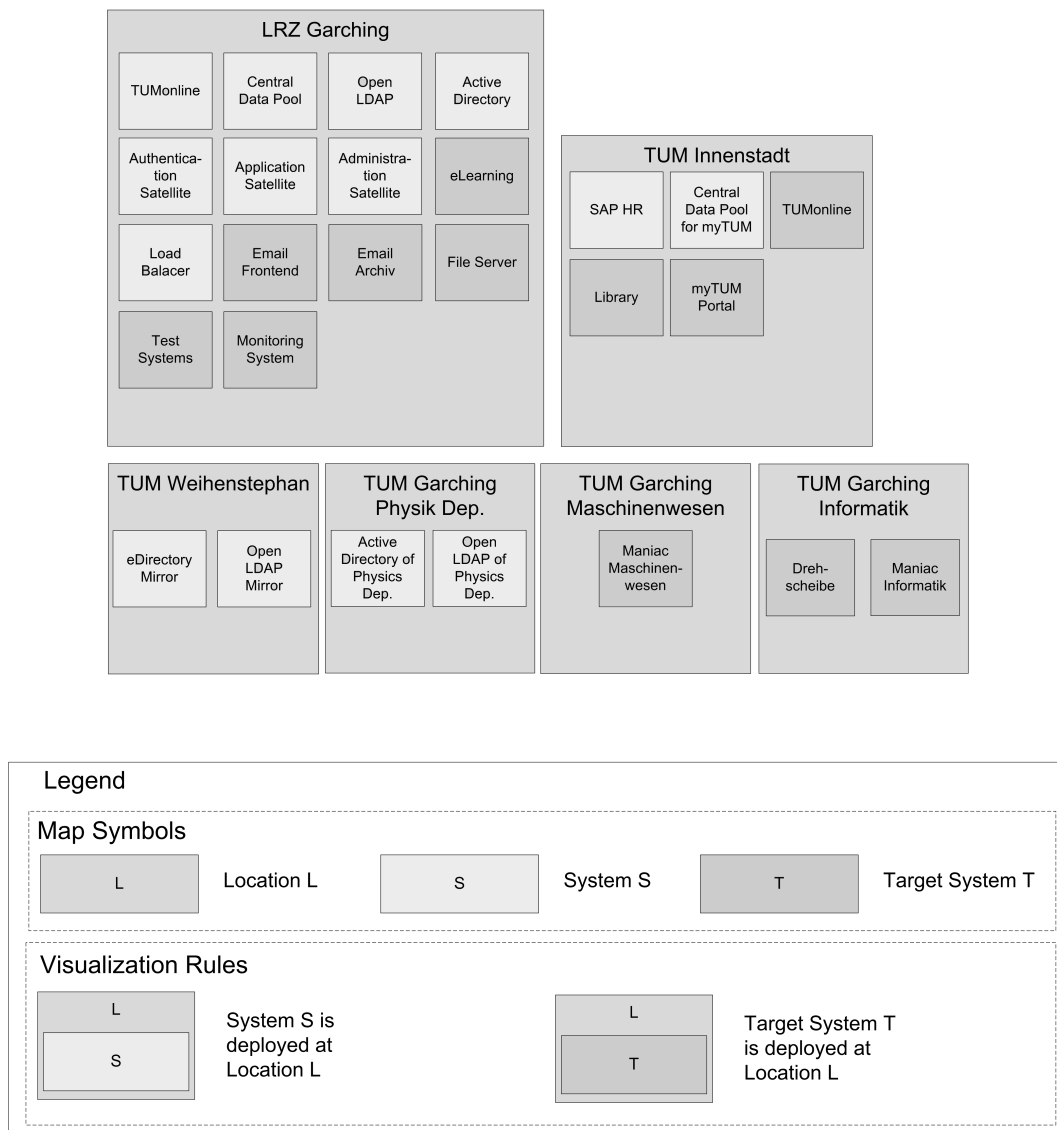 LRZ Garching
TUMonline
Central
Data Pool
Open
LDAP
Active
Directory
Authentica-
tion
Satellite
Application
Satellite
Administra-
tion
Satellite
eLearning
Load
Balacer
Email
Frontend
Email
Archiv
File Server
Test
Systems
Monitoring
System
TUM Innenstadt
SAP HR
Central
Data Pool
for myTUM
TUMonline
Library
myTUM
Portal
TUM Weihenstephan
eDirectory
Mirror
Open
LDAP
Mirror
TUM Garching
Physik Dep.
Active
Directory of
Physics
Dep.
Open
LDAP of
Physics
Dep.
TUM Garching
Maschinenwesen
Maniac
Maschinen-
wesen
TUM Garching
Informatik
Dreh-
scheibe
Maniac
Informatik
Legend
Map Symbols
L
Location L
S
System S
T
Target System T
Visualization Rules
L
S
System S is
deployed at
Location L
L
T
Target System T
is deployed at
Location L